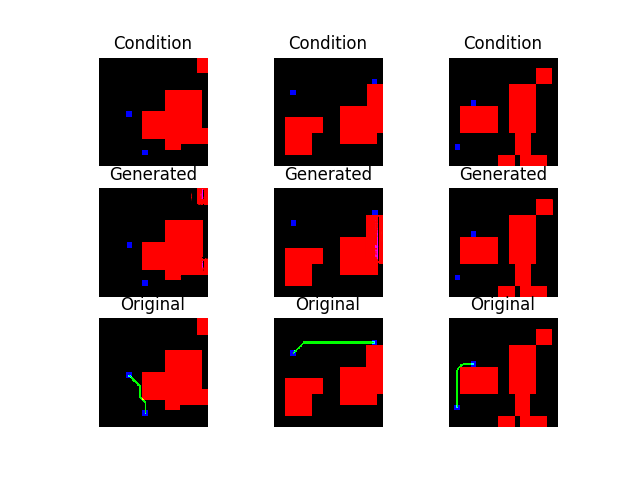 Condition Condition Condition
Generated Generated Generated
Original Original Original